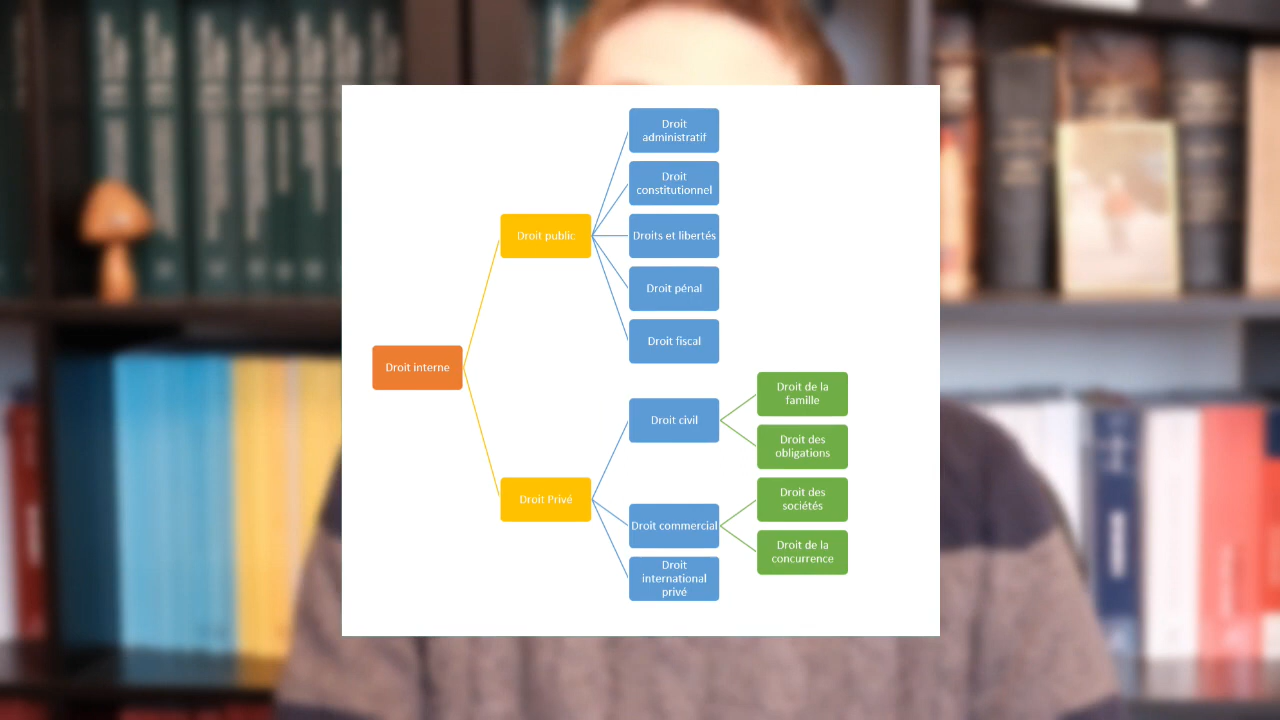 Droit
administratif
Droit
constitutionnel
Droit public
Droits et libertés
Droit pénal
Droit fiscal
Droit interne
Droit de la
famille
Droit civil
Droit des
obligations
Droit Privé
Droit des
sociétés
Droit commercial
Droit de la
concurrence
Droit
international
privé